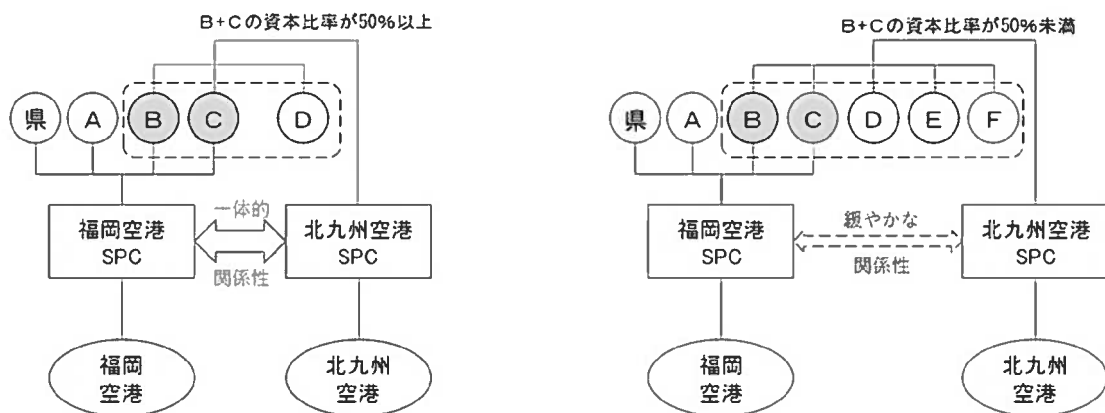 B+Cの資本比率が50%以上
県 A B C D
一体的
関係性
福岡空港
SPC
北九州空港
SPC
福岡
空港
北九州
空港
B+Cの資本比率が50%未満
県 A B C D E F
緩やかな
関係性
福岡空港
SPC
北九州空港
SPC
福岡
空港
北九州
空港